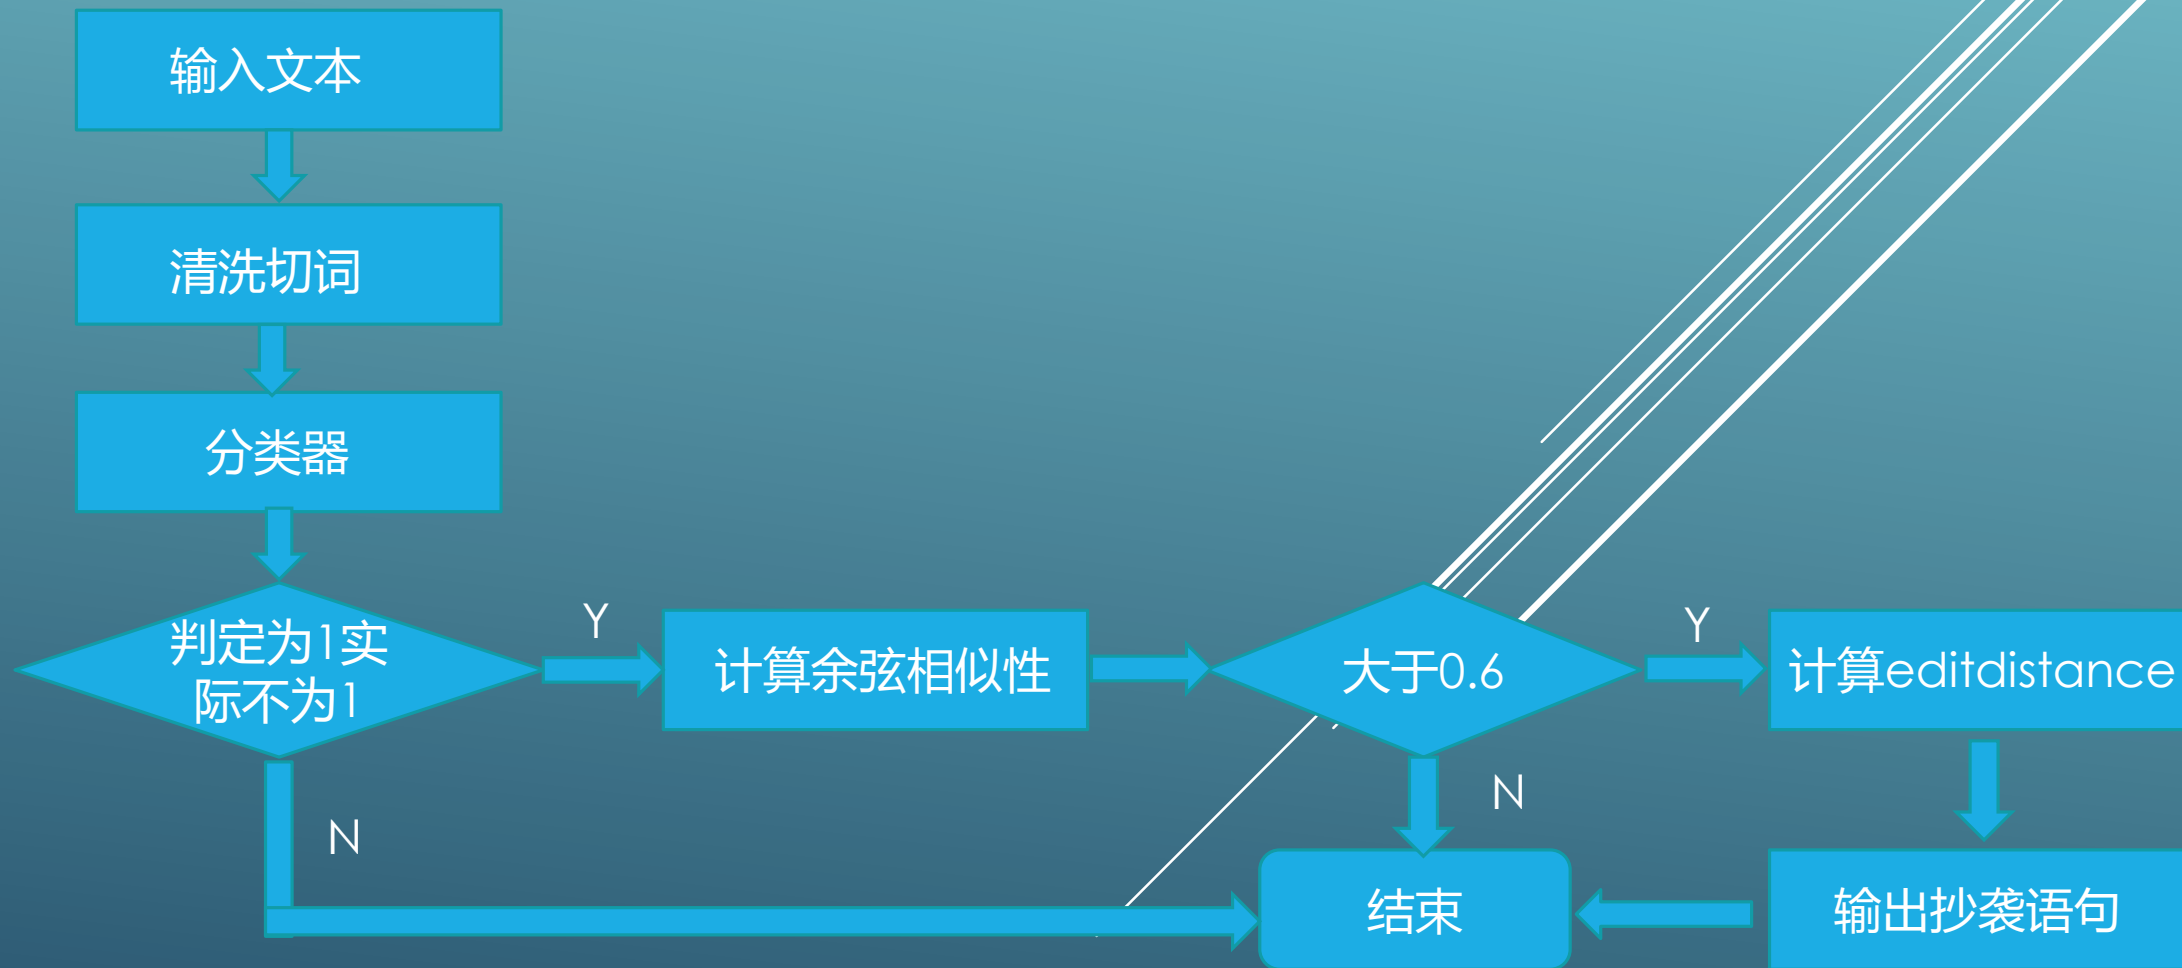 输入文本
清洗切词
分类器
判定为1实
际不为1
Y
计算余弦相似性
大于0.6
Y
计算editdistance
N
N
结束
输出抄袭语句